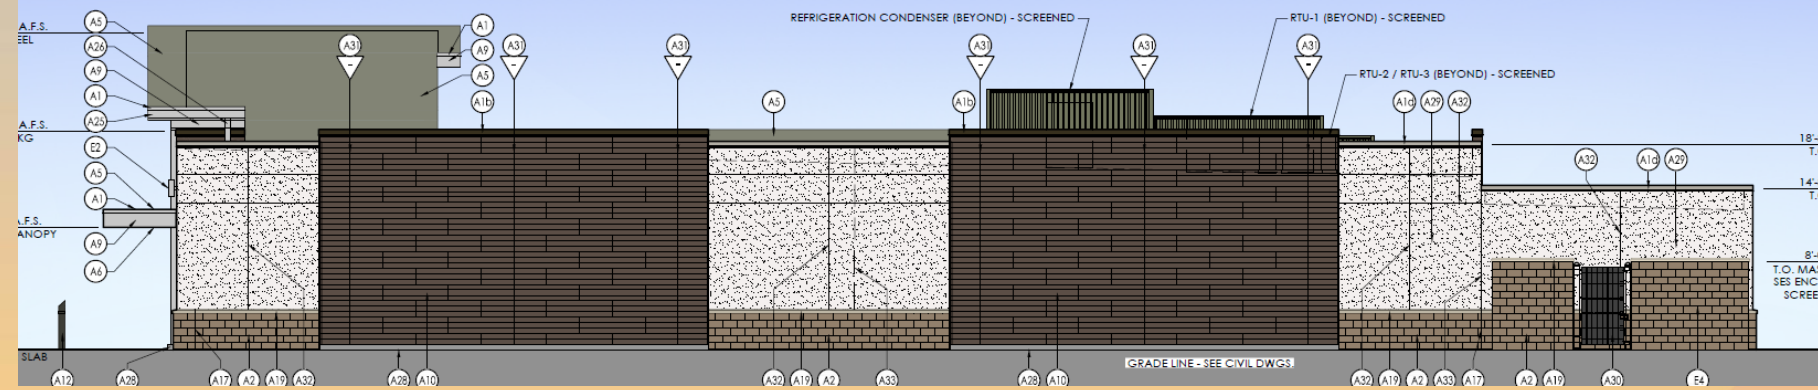 A.F.S.
EEL
A5
A26
A9
A1
A25
A.F.S.
KG
E2
A5
A1
A.F.S.
ANOPY
A9
A6
SLAB
A1
A9
A5
A1b
A31
-
A31
-
A31
-
A5
REFRIGERATION CONDENSER (BEYOND) - SCREENED
A1b
A31
-
A31
-
A31
-
RTU-1 (BEYOND) - SCREENED
RTU-2 / RTU-3 (BEYOND) - SCREENED
A1d
A29
A32
A32
A1d
A29
18'-
T.
14'-
T.
8'-
T.O. MA
SES ENC
SCREE
GRADE LINE - SEE CIVIL DWGS.
A12
A28
A17
A2
A19
A32
A28
A10
A32
A19
A2
A33
A28
A10
A32
A19
A2
A33
A17
A2
A19
A30
E4